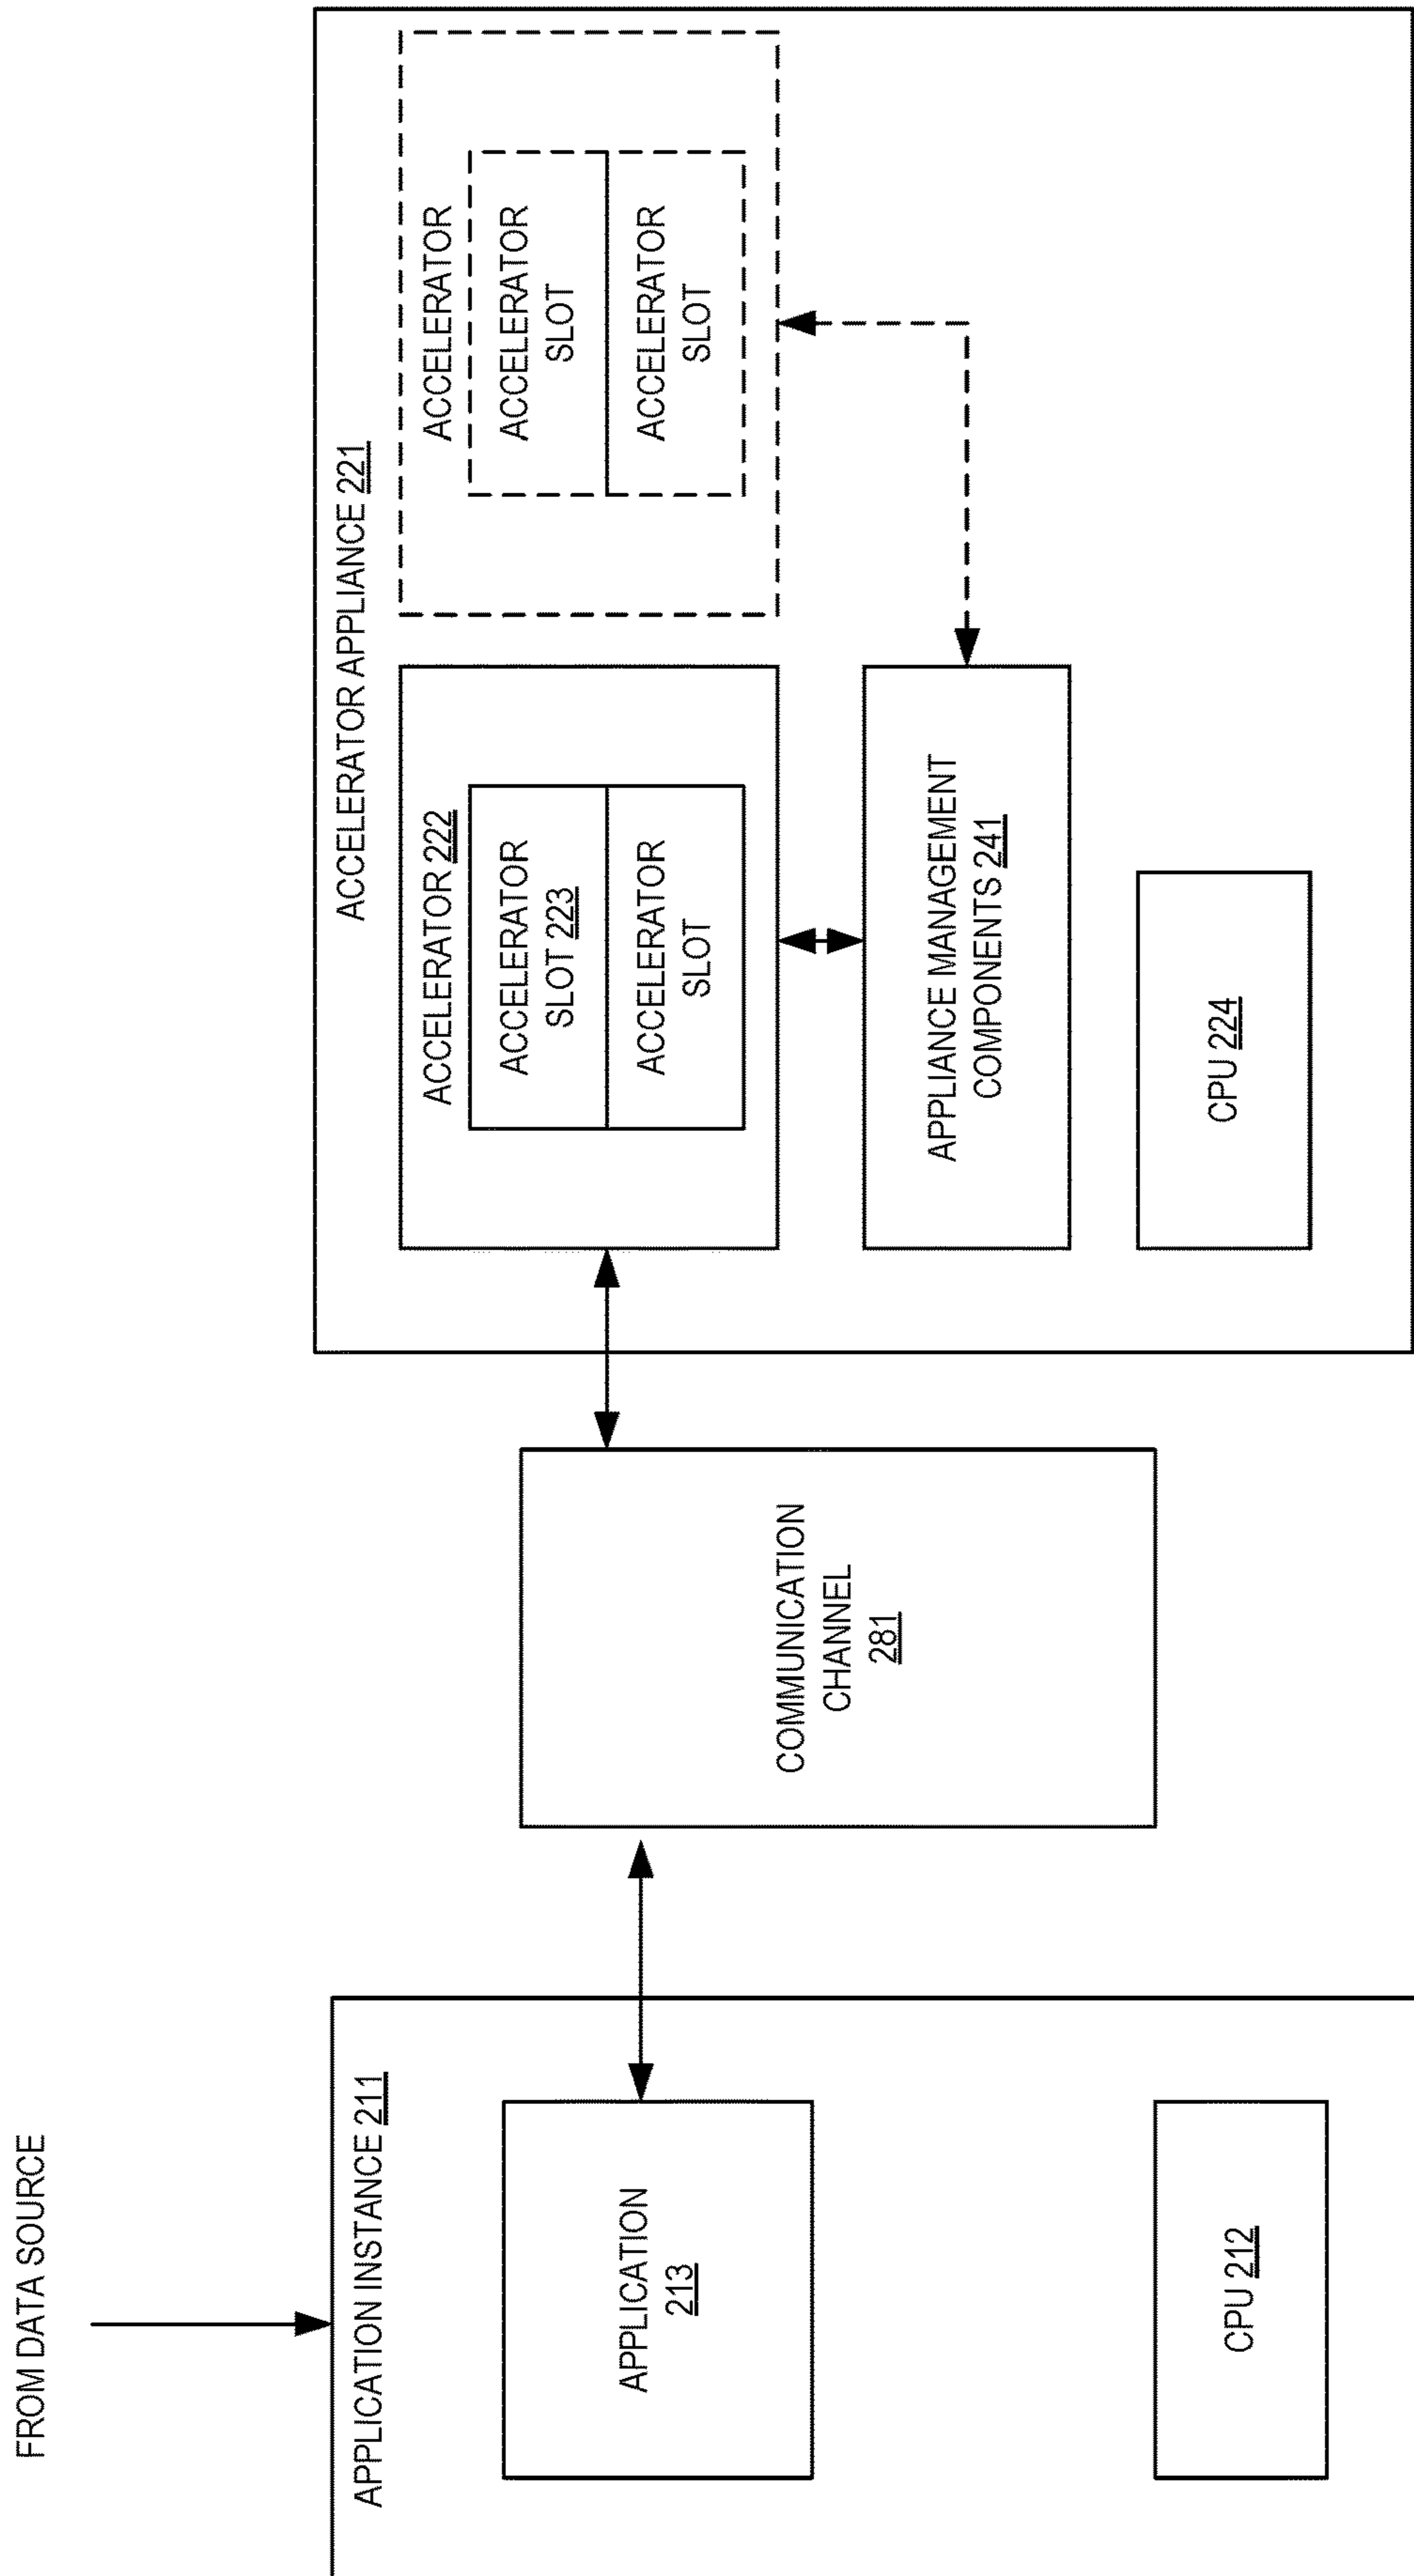 FROM DATA SOURCE
APPLICATION INSTANCE 211
APPLICATION
213
CPU 212
COMMUNICATION
CHANNEL
281
ACCELERATOR APPLIANCE 221
ACCELERATOR 222
ACCELERATOR
SLOT 223
ACCELERATOR
SLOT
APPLIANCE MANAGEMENT
COMPONENTS 241
CPU 224
ACCELERATOR
ACCELERATOR
SLOT
ACCELERATOR
SLOT